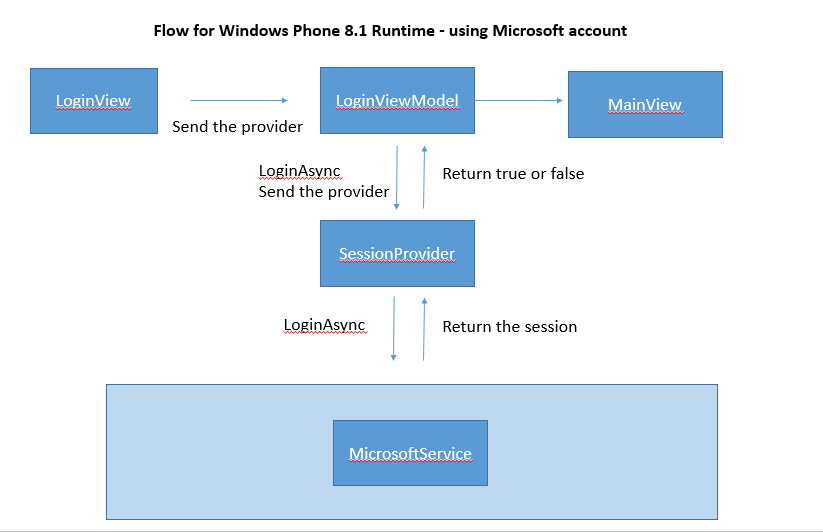 Flow for Windows Phone 8.1 Runtime - using Microsoft account
LoginView
LoginViewModel
MainView
Send the provider
LoginAsync
Send the provider
Return true or false
SessionProvider
LoginAsync
Return the session
MicrosoftService